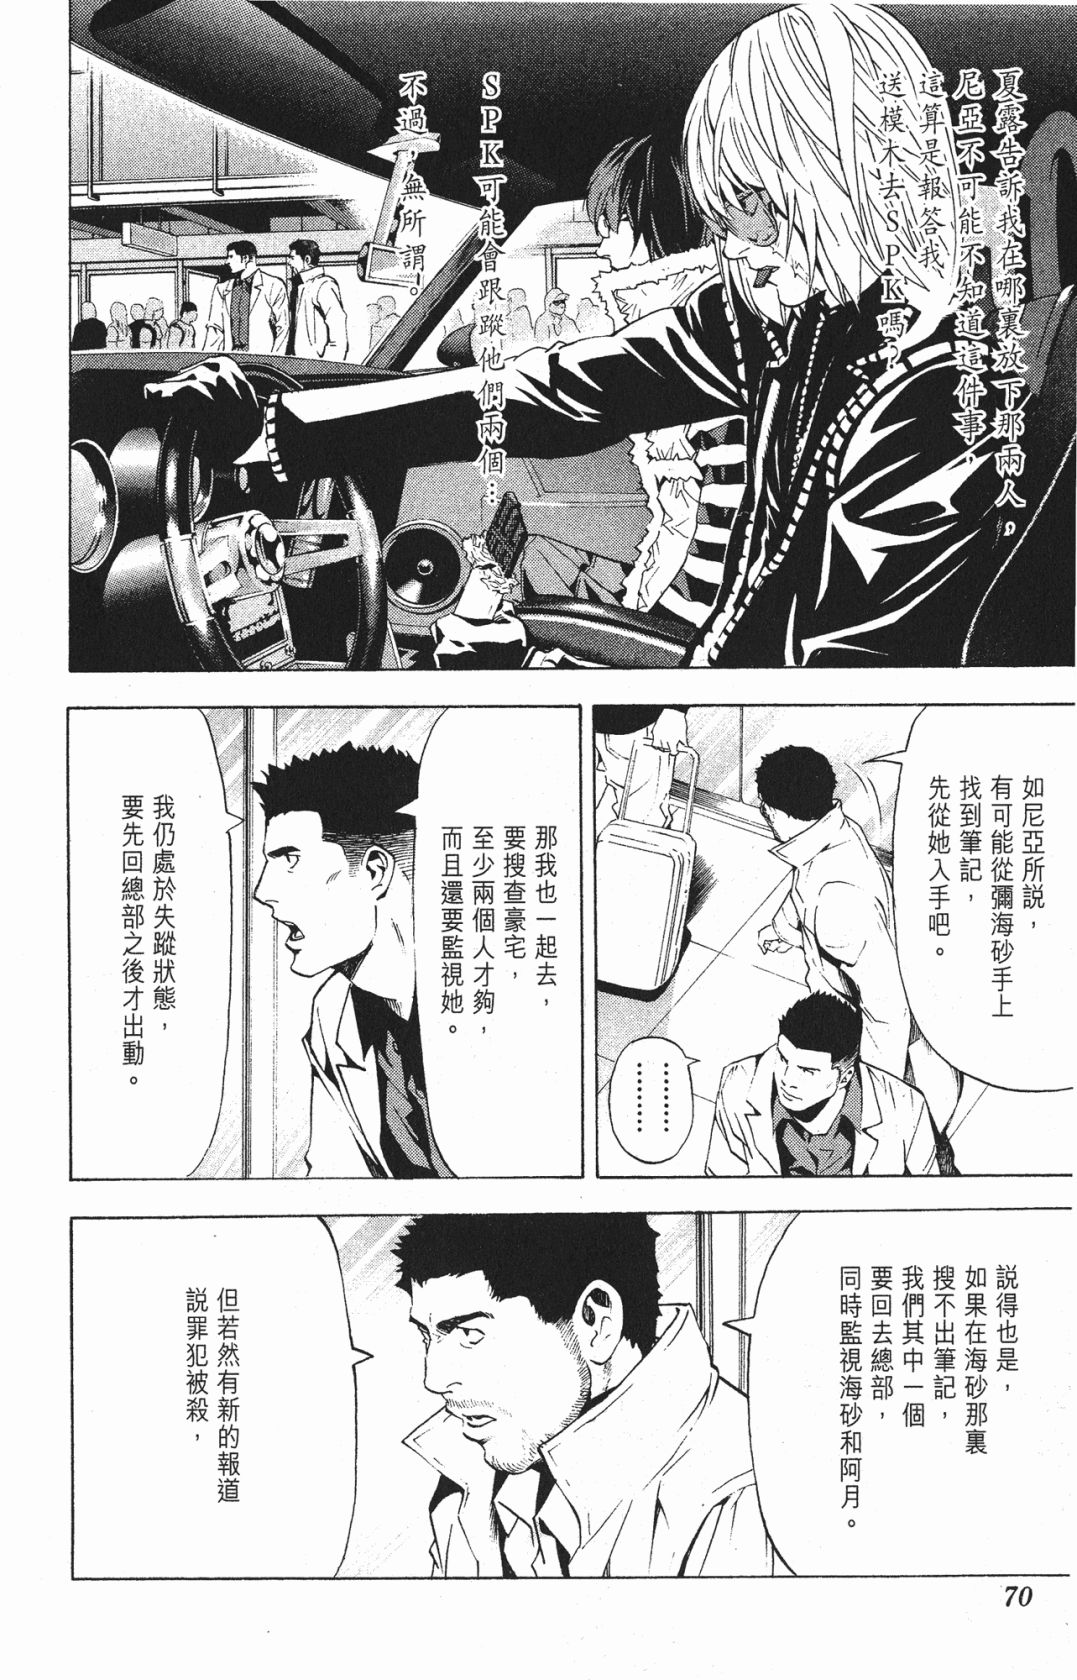 夏露告訴我在哪裏放下那兩人，
尼亞不可能不知道這件事，
這算是報答我
送模木去SPK嗎？
SPK可能會跟蹤他們兩個…
不過，無所謂。
如尼亞所說，
有可能從彌海砂手上
找到筆記，
先從她入手吧。
………
那我也一起去，
要搜查豪宅，
至少兩個人才夠，
而且還要監視她。
我仍處於失蹤狀態，
要先回總部之後才出動。
說得也是，
如果在海砂那裏
搜不出筆記，
我們其中一個
要回去總部，
同時監視海砂和阿月。
但若然有新的報道
說罪犯被殺，
70